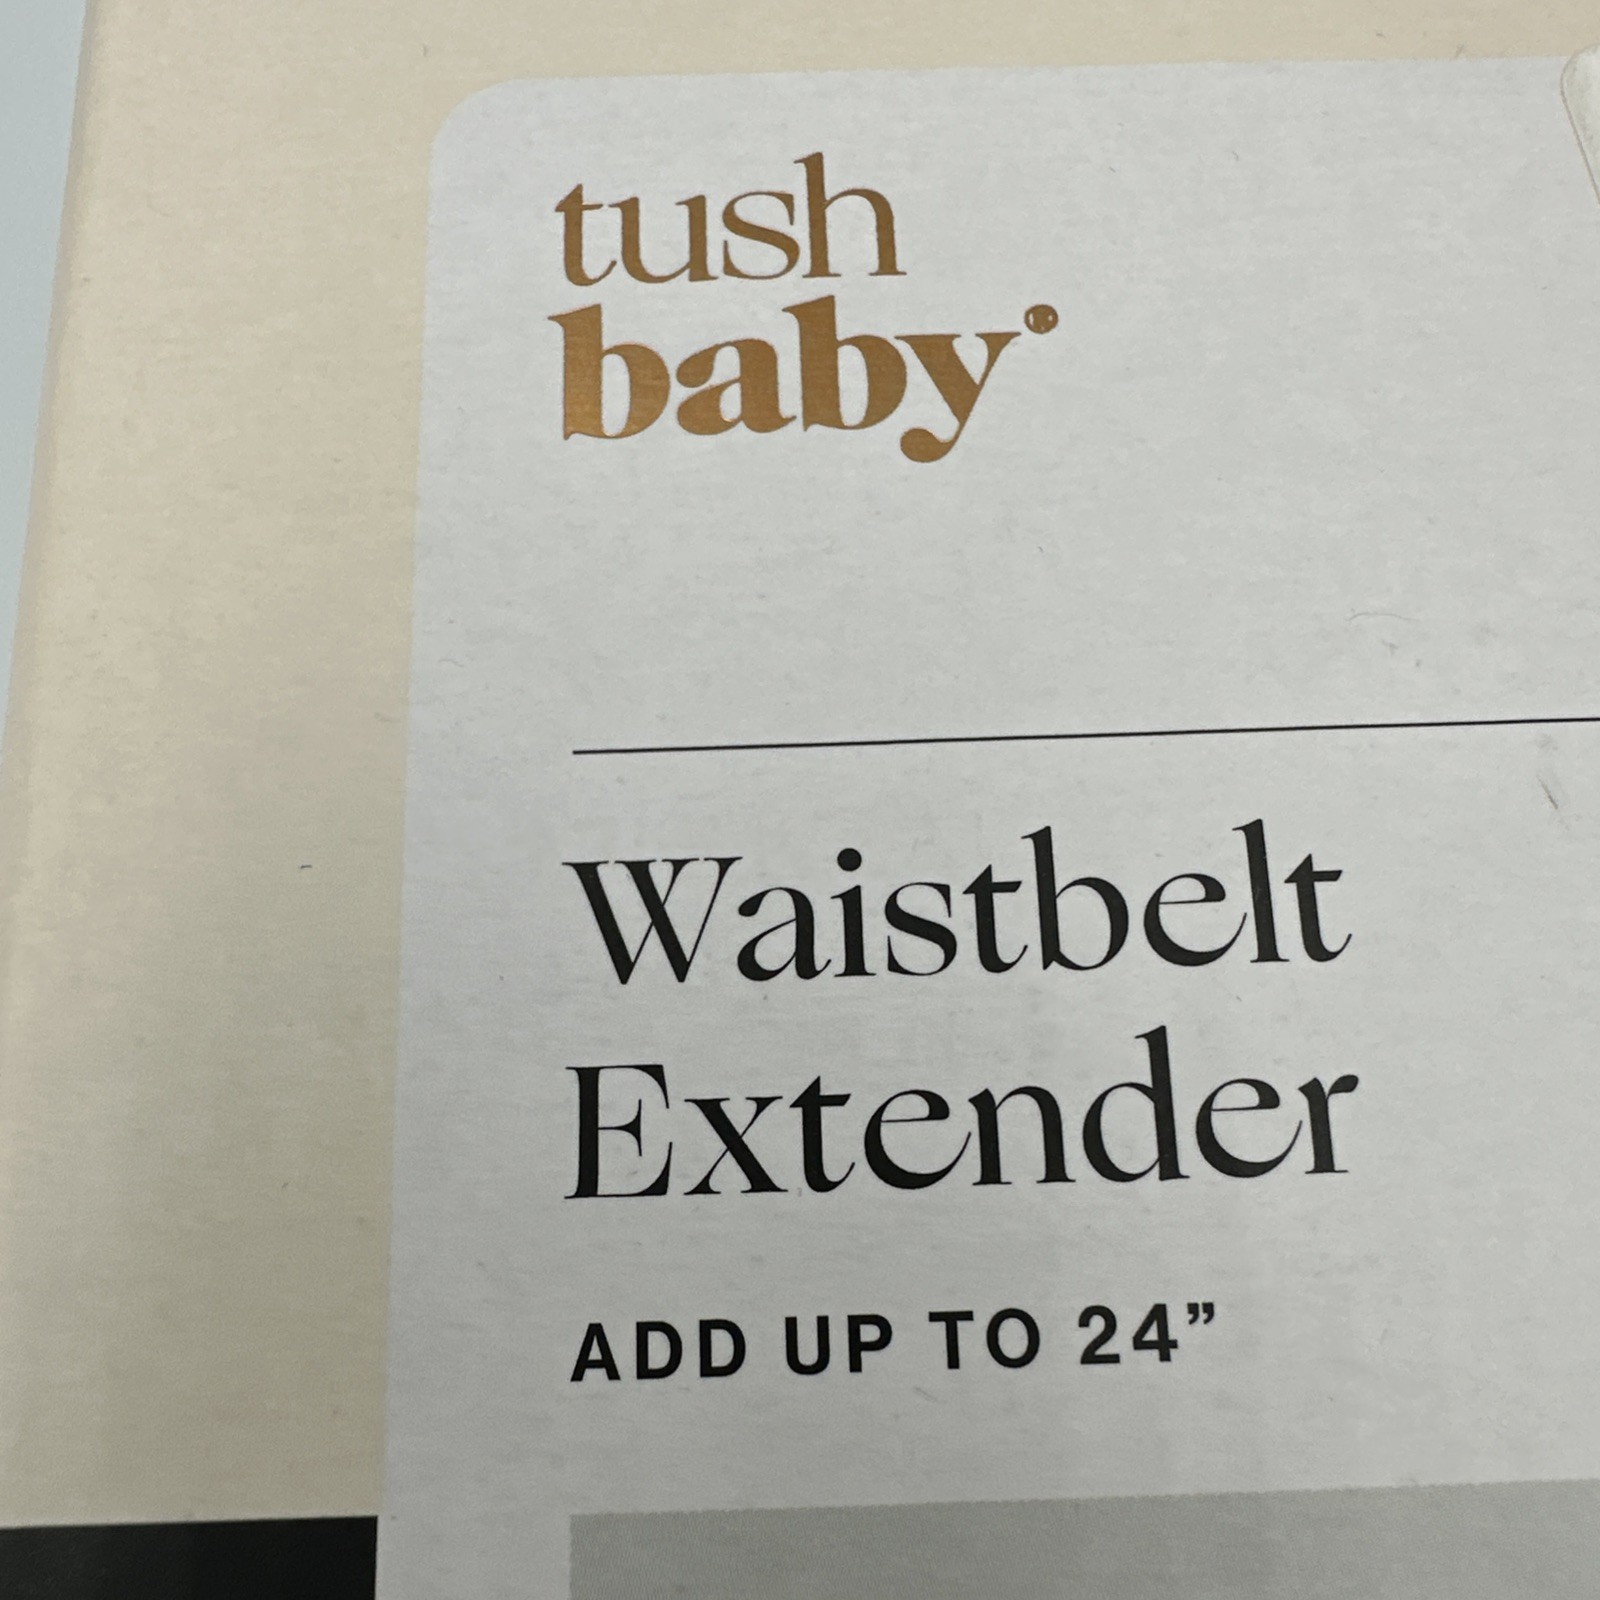 tush
baby®
Waistbelt
Extender
ADD UP TO 24”